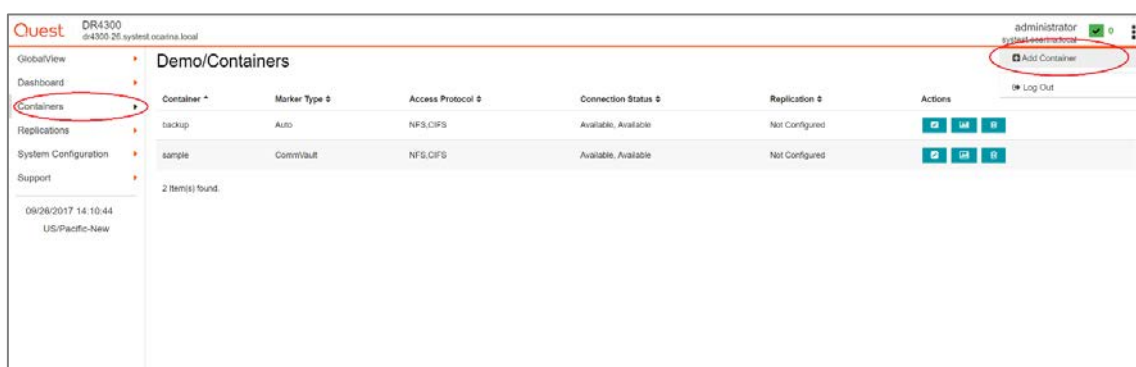 Quest
DR4300
dr4300-26.systest.ocarina.local
administrator
systest.ocarina.local
0
GlobalView
Dashboard
Containers
Replications
System Configuration
Support
09/26/2017 14:10:44
US/Pacific-New
Demo/Containers
Add Container
Log Out
Container Marker Type Access Protocol Connection Status Replication Actions
backup Auto NFS,CIFS Available, Available Not Configured
sample CommVault NFS,CIFS Available, Available Not Configured
2 Item(s) found.